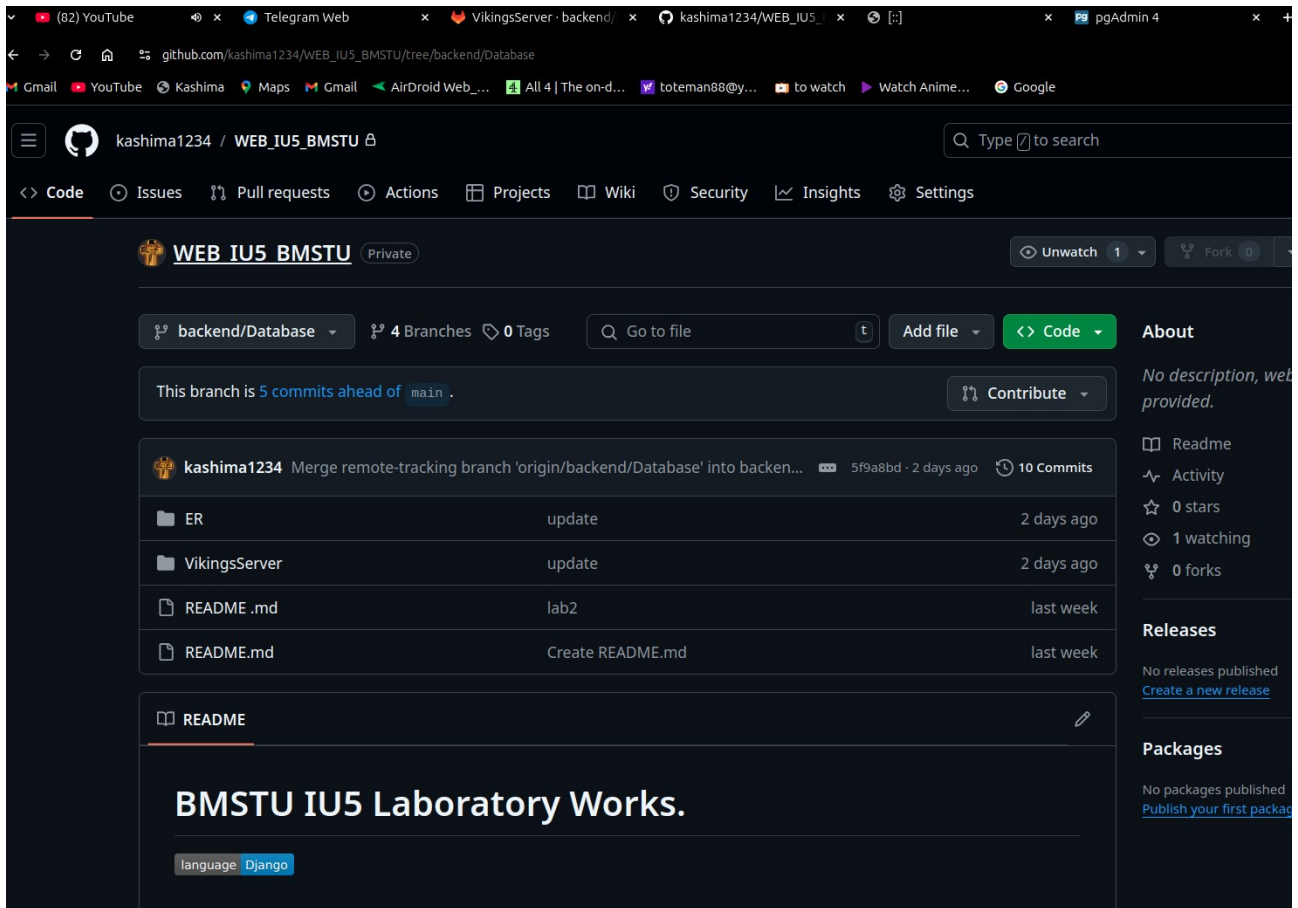 (82) YouTube
Telegram Web
VikingsServer · backend/
kashima1234/WEB_IU5_
[::]
pgAdmin 4
github.com/kashima1234/WEB_IU5_BMSTU/tree/backend/Database
Gmail YouTube Kashima Maps Gmail AirDroid Web_... All 4 | The on-d... toteman88@y... to watch Watch Anime... Google
kashima1234 / WEB_IU5_BMSTU
Type / to search
Code Issues Pull requests Actions Projects Wiki Security Insights Settings
WEB_IU5_BMSTU Private
Unwatch 1 Fork 0
backend/Database 4 Branches 0 Tags
Go to file t
Add file <> Code
This branch is 5 commits ahead of main .
Contribute
kashima1234 Merge remote-tracking branch 'origin/backend/Database' into backen... 5f9a8bd · 2 days ago 10 Commits
ER update 2 days ago
VikingsServer update 2 days ago
README .md lab2 last week
README.md Create README.md last week
README
BMSTU IU5 Laboratory Works.
language Django
About
No description, web
provided.
Readme
Activity
0 stars
1 watching
0 forks
Releases
No releases published
Create a new release
Packages
No packages published
Publish your first packag